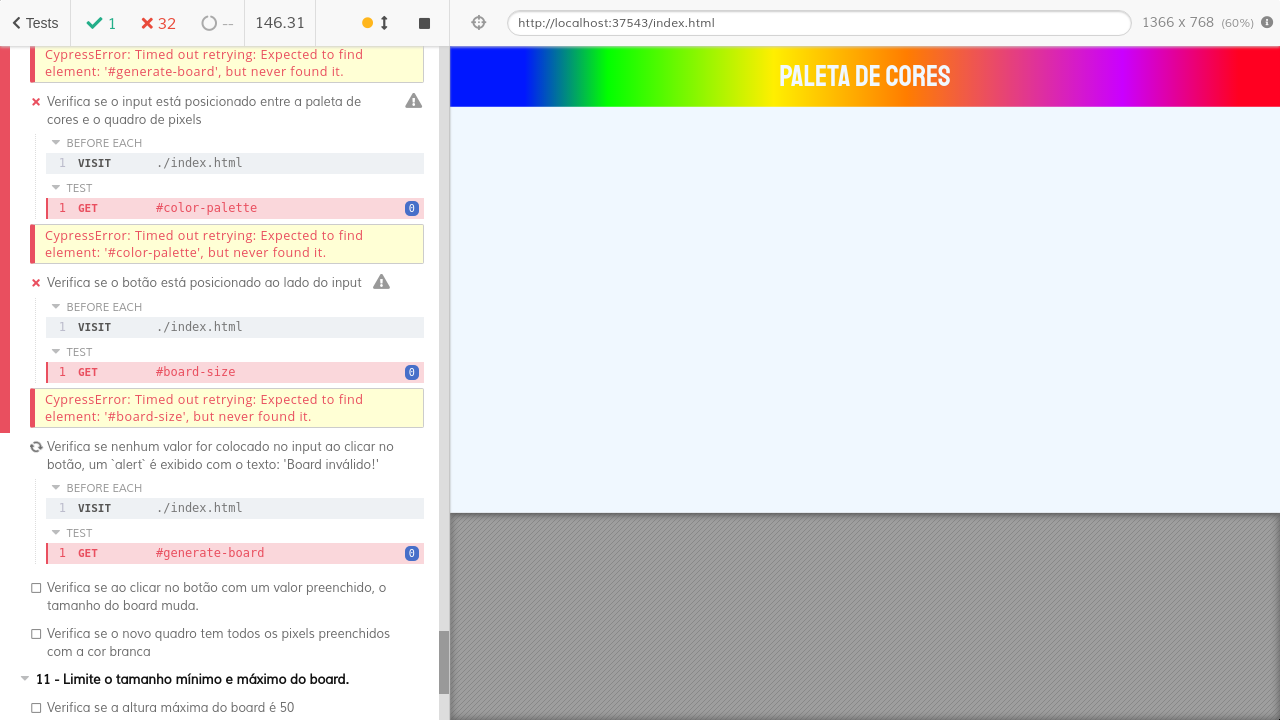 Tests
1
32
--
146.31
http://localhost:37543/index.html
1366 x 768 (60%)
CypressError: Timed out retrying: Expected to find
element: '#generate-board', but never found it.
Verifica se o input está posicionado entre a paleta de
cores e o quadro de pixels
BEFORE EACH
1 VISIT ./index.html
TEST
1 GET #color-palette 0
CypressError: Timed out retrying: Expected to find
element: '#color-palette', but never found it.
Verifica se o botão está posicionado ao lado do input
BEFORE EACH
1 VISIT ./index.html
TEST
1 GET #board-size 0
CypressError: Timed out retrying: Expected to find
element: '#board-size', but never found it.
Verifica se nenhum valor for colocado no input ao clicar no
botão, um `alert` é exibido com o texto: 'Board inválido!'
BEFORE EACH
1 VISIT ./index.html
TEST
1 GET #generate-board 0
Verifica se ao clicar no botão com um valor preenchido, o
tamanho do board muda.
Verifica se o novo quadro tem todos os pixels preenchidos
com a cor branca
11 - Limite o tamanho mínimo e máximo do board.
Verifica se a altura máxima do board é 50
PALETA DE CORES